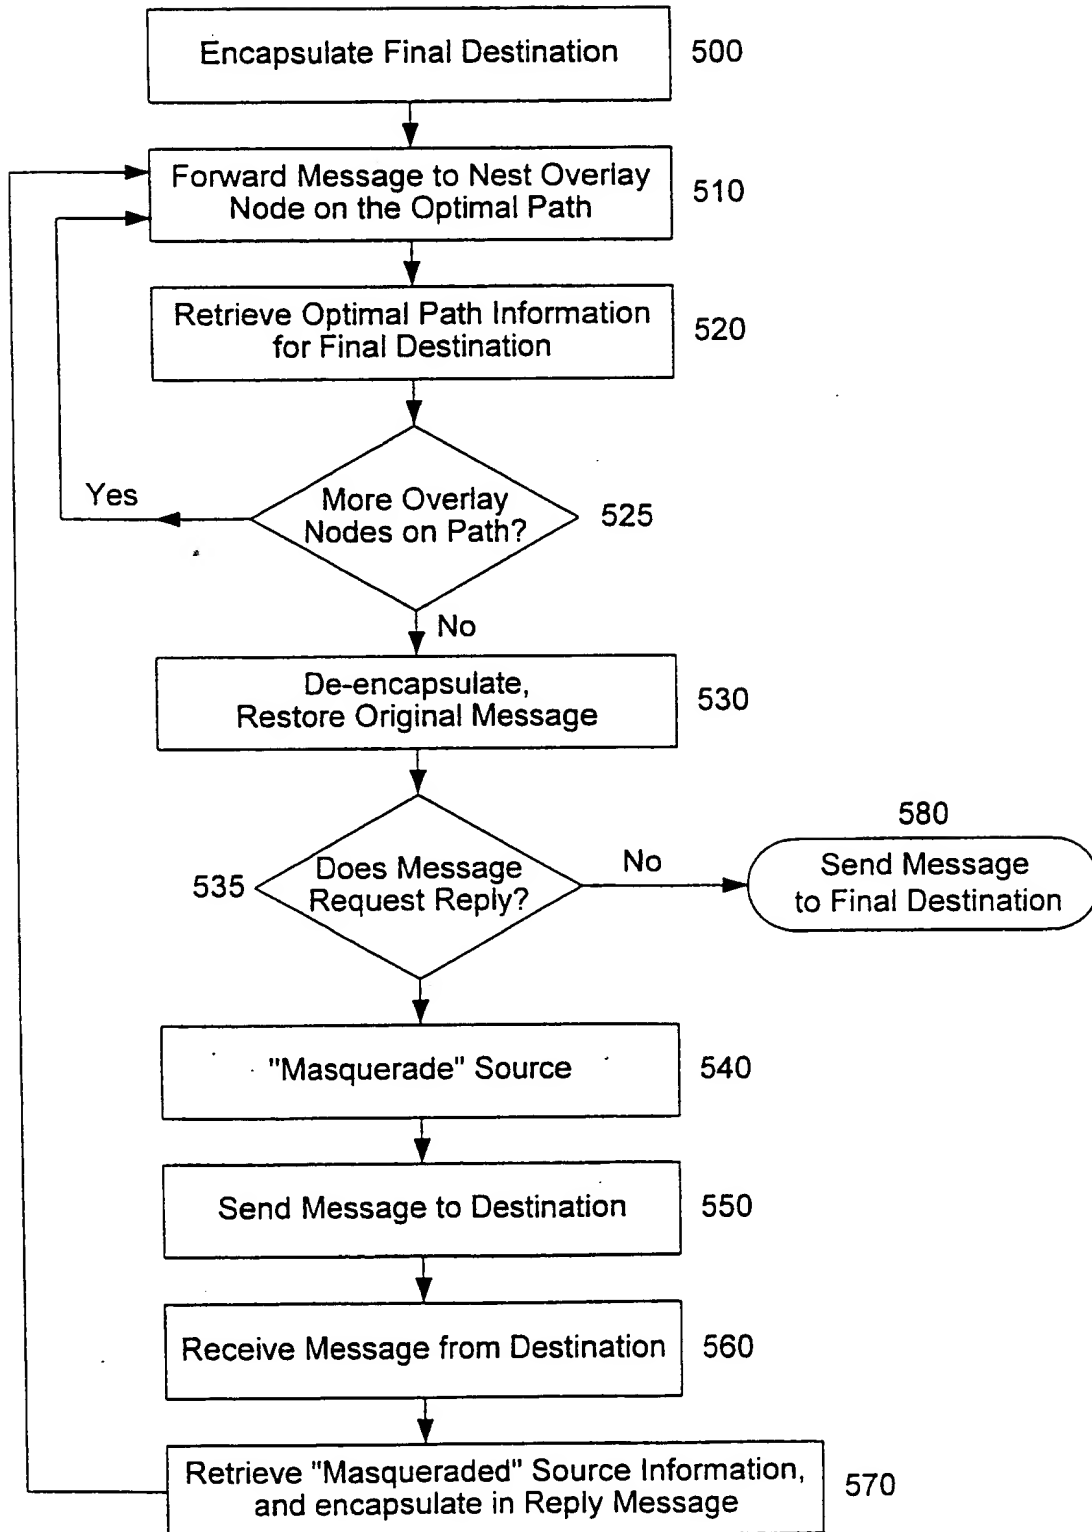 Encapsulate Final Destination
500
Forward Message to Nest Overlay
Node on the Optimal Path
510
Retrieve Optimal Path Information
for Final Destination
520
More Overlay
Nodes on Path?
525
Yes
No
De-encapsulate,
Restore Original Message
530
Does Message
Request Reply?
535
No
580
Send Message
to Final Destination
"Masquerade" Source
540
Send Message to Destination
550
Receive Message from Destination
560
Retrieve "Masqueraded" Source Information,
and encapsulate in Reply Message
570